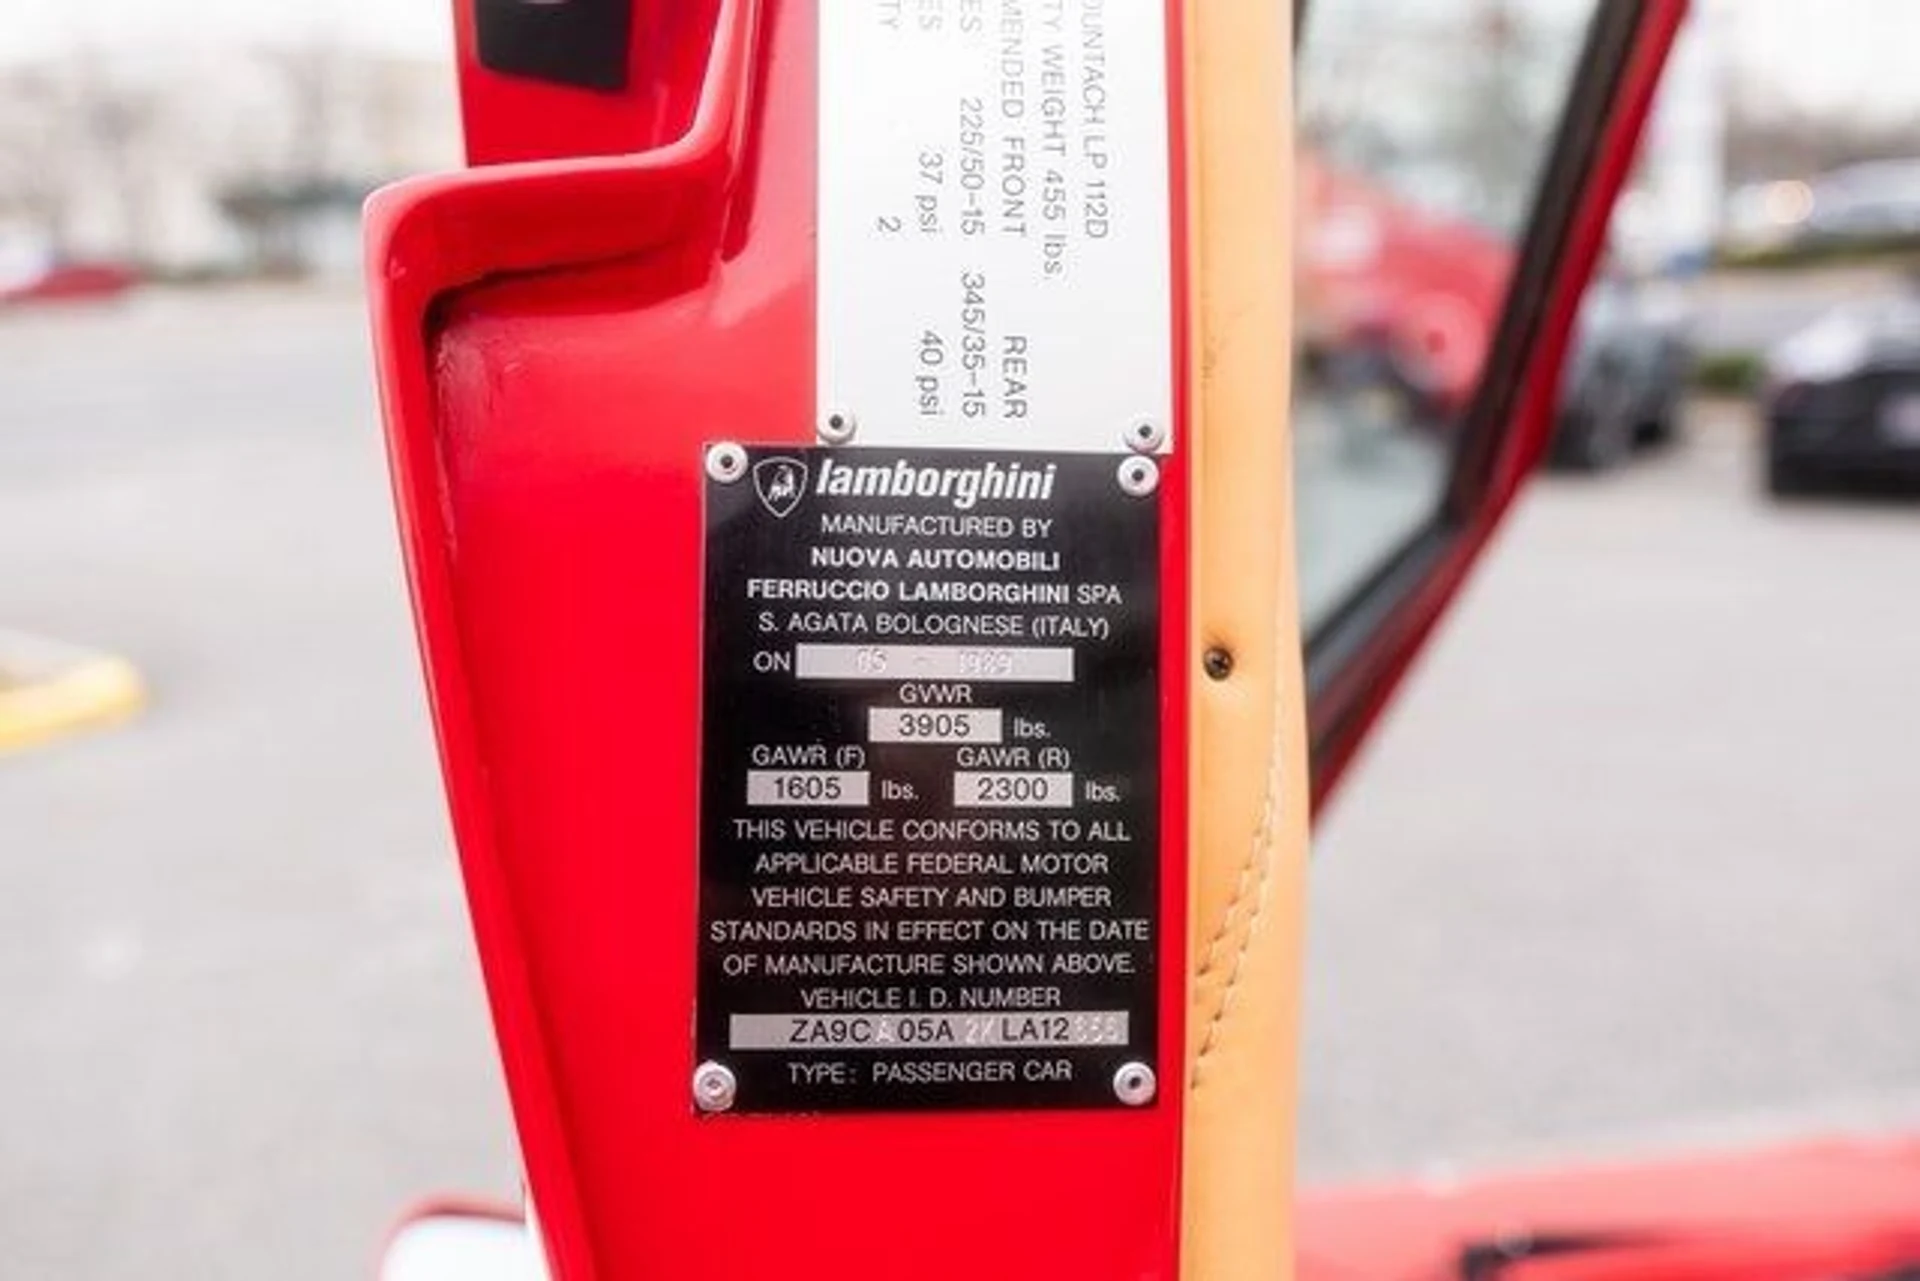 OUNTACH LP 112D
TY WEIGHT 455 lbs.
MENDED FRONT REAR
ES 225/50-15 345/35-15
ES 37 psi 40 psi
TY 2
lamborghini
MANUFACTURED BY
NUOVA AUTOMOBILI
FERRUCCIO LAMBORGHINI SPA
S. AGATA BOLOGNESE (ITALY)
ON 05 - 1989
GVWR
3905 lbs.
GAWR (F) GAWR (R)
1605 lbs. 2300 lbs.
THIS VEHICLE CONFORMS TO ALL
APPLICABLE FEDERAL MOTOR
VEHICLE SAFETY AND BUMPER
STANDARDS IN EFFECT ON THE DATE
OF MANUFACTURE SHOWN ABOVE.
VEHICLE I. D. NUMBER
TYPE: PASSENGER CAR